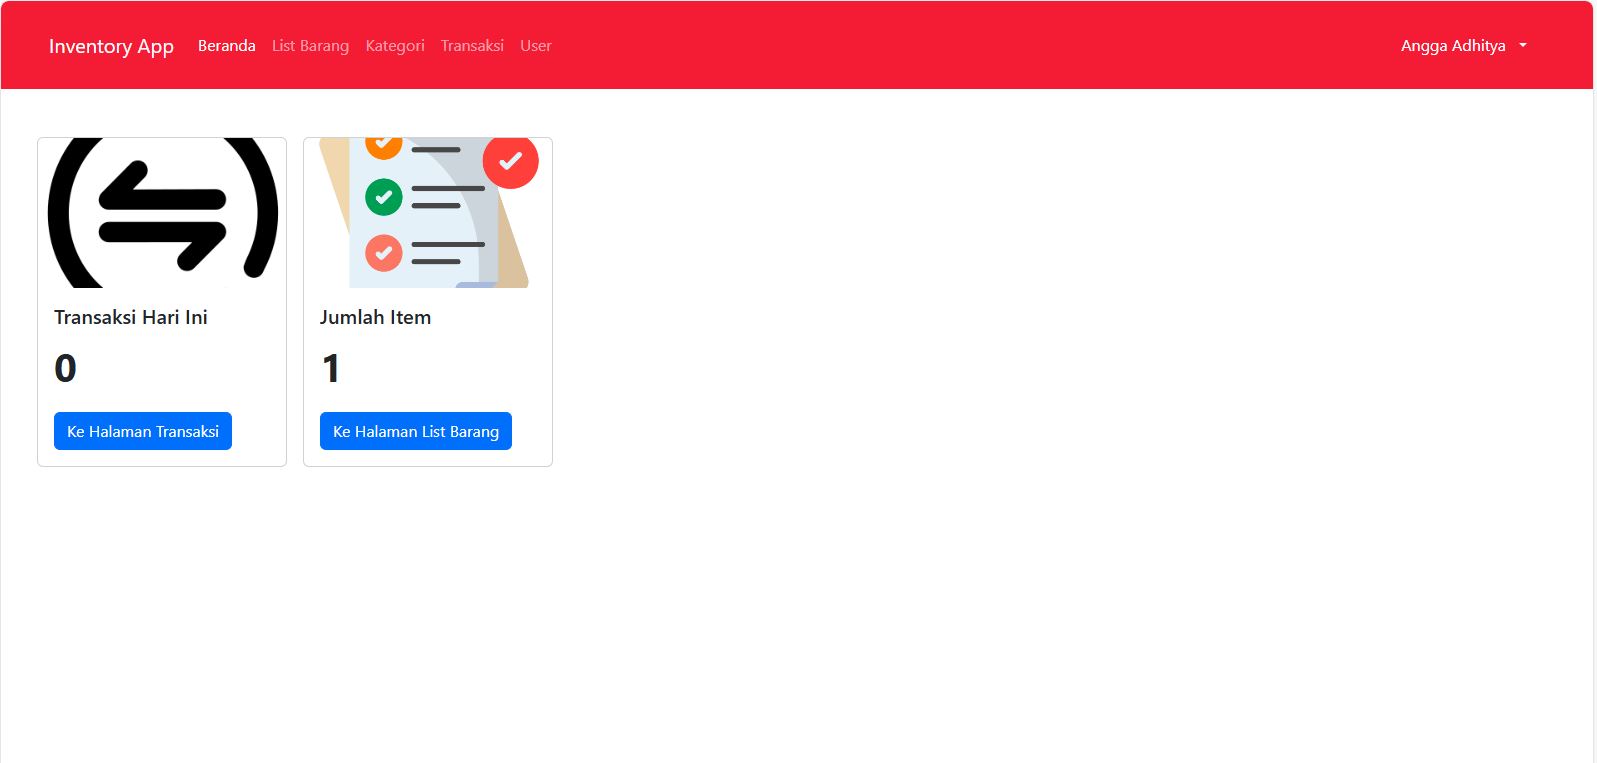 Inventory App Beranda List Barang Kategori Transaksi User Angga Adhitya
Transaksi Hari Ini
0
Ke Halaman Transaksi
Jumlah Item
1
Ke Halaman List Barang